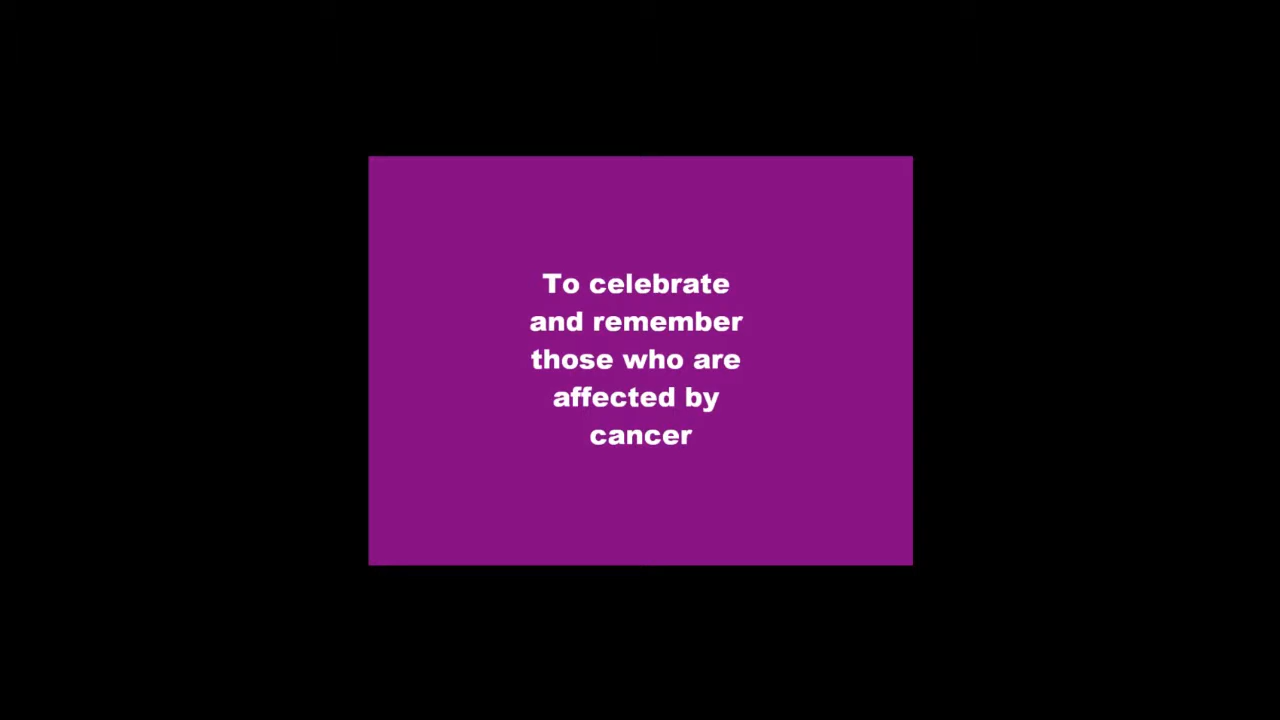 To celebrate
and remember
those who are
affected by
cancer